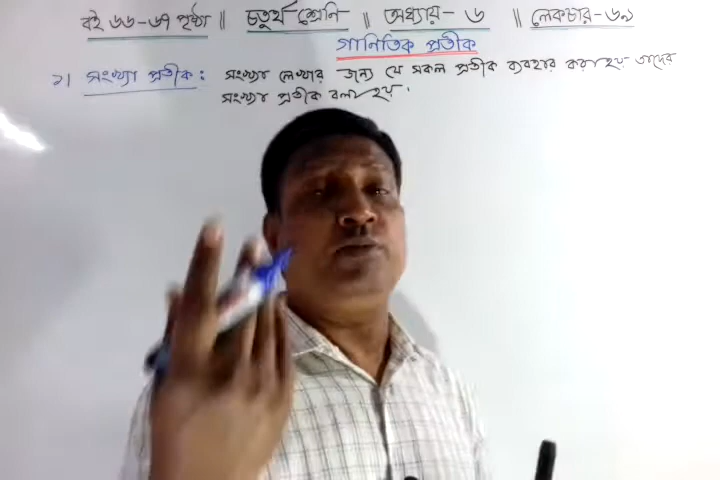 বই ৬৬-৬৭ পৃষ্ঠা || চতুর্থ শ্রেনি || অধ্যায়- ৬ || লেকচার-৬৯
গানিতিক প্রতীক
১। সংখ্যা প্রতীক: সংখ্যা লেখার জন্য যে সকল প্রতীক ব্যবহার করা হয় তাদের
সংখ্যা প্রতীক বলা হয়।